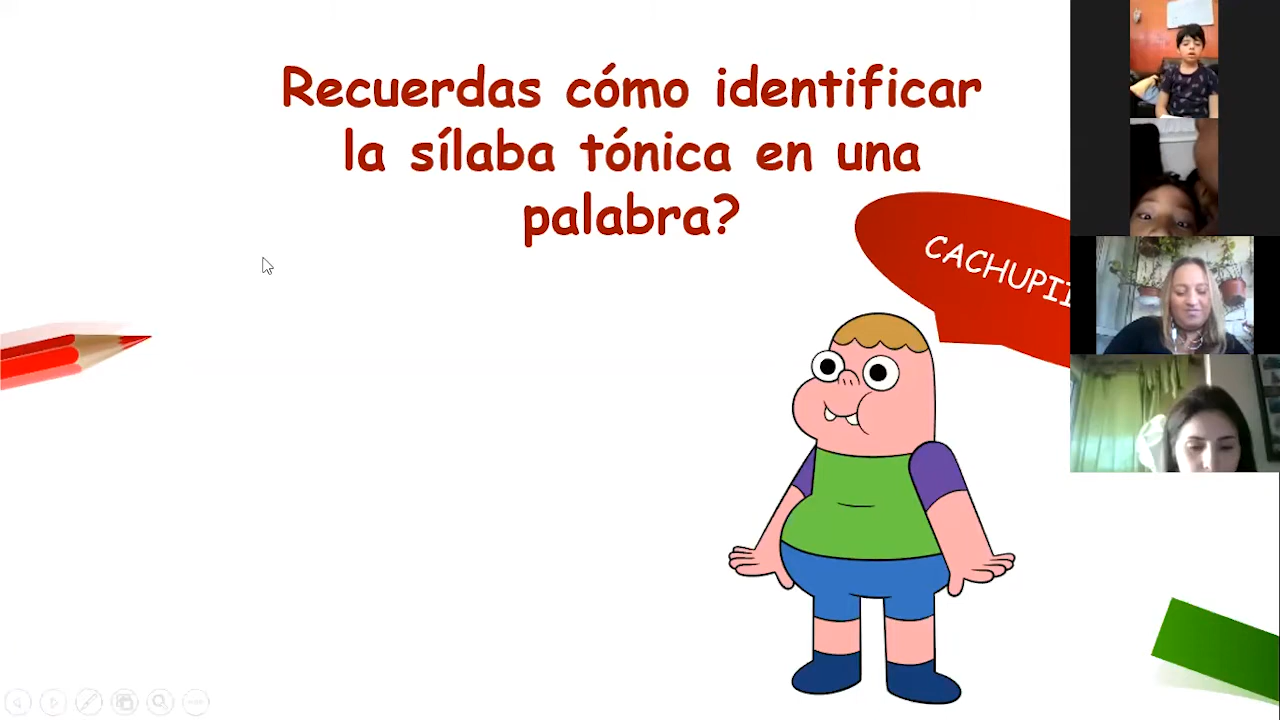 Recuerdas cómo identificar
la sílaba tónica en una
palabra?